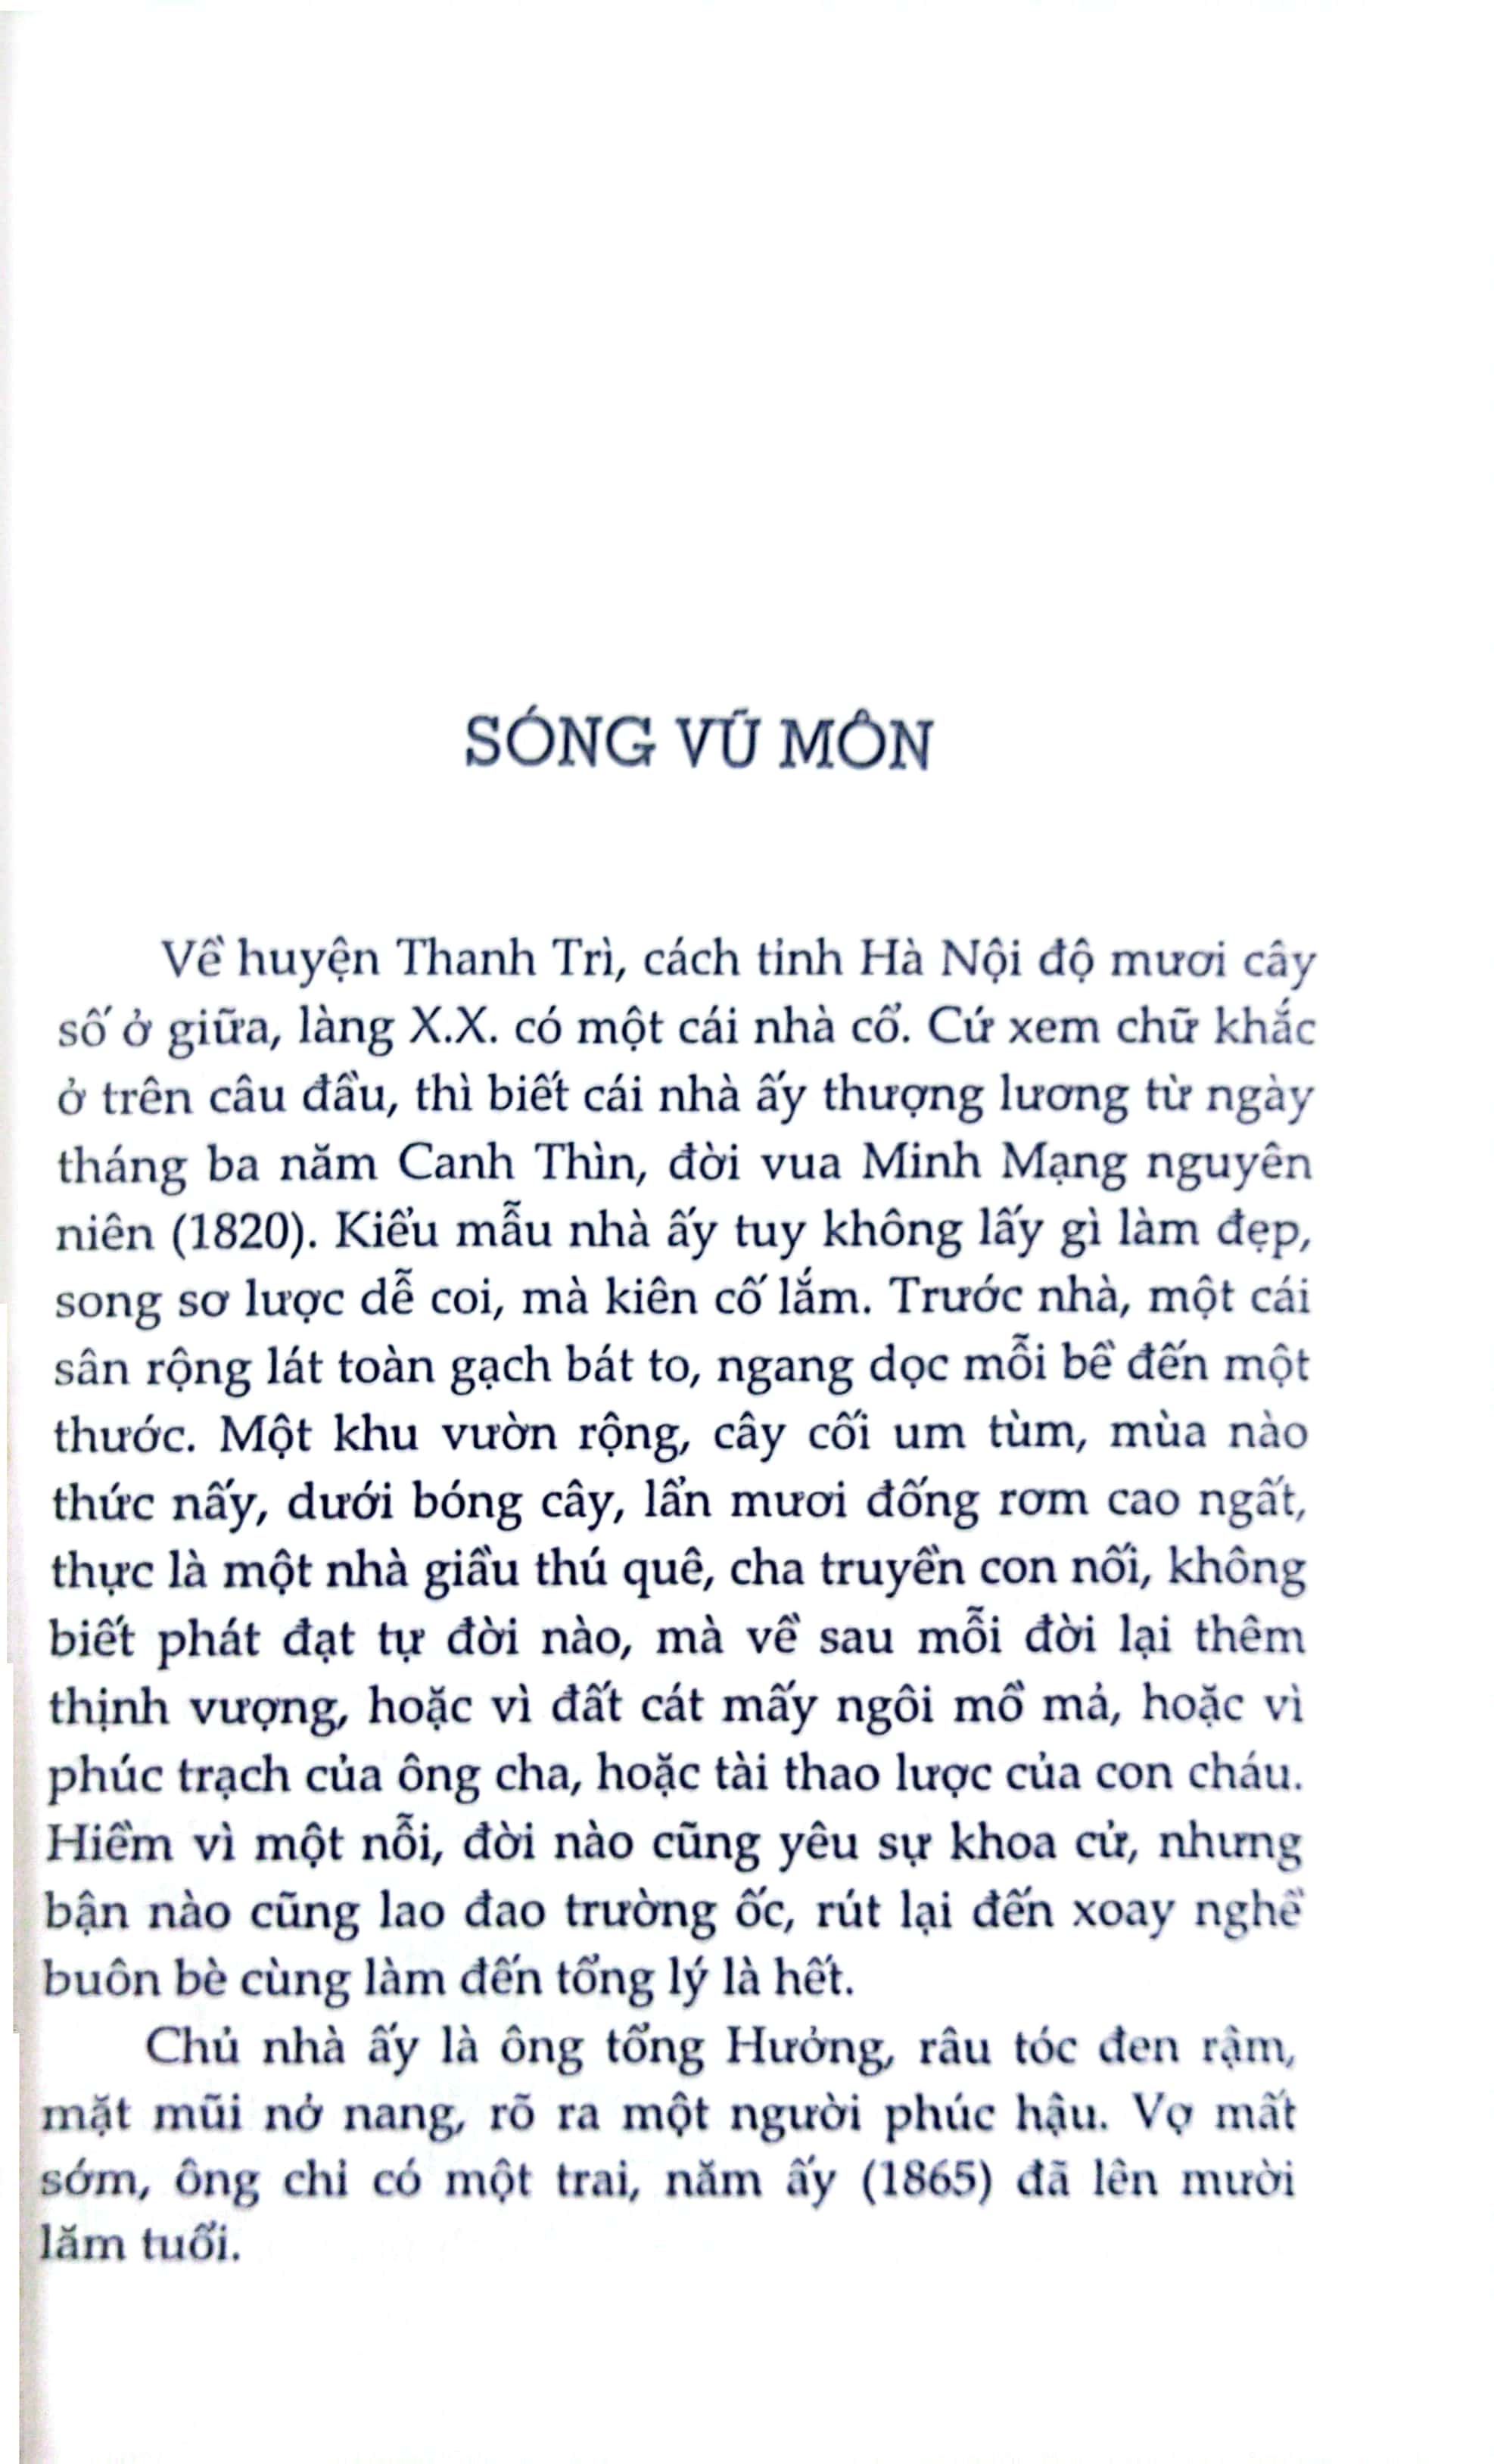 SÓNG VŨ MÔN
Về huyện Thanh Trì, cách tỉnh Hà Nội độ mươi cây
số ở giữa, làng X.X. có một cái nhà cổ. Cứ xem chữ khắc
ở trên câu đầu, thì biết cái nhà ấy thượng lương từ ngày
tháng ba năm Canh Thìn, đời vua Minh Mạng nguyên
niên (1820). Kiểu mẫu nhà ấy tuy không lấy gì làm đẹp,
song sơ lược dễ coi, mà kiên cố lắm. Trước nhà, một cái
sân rộng lát toàn gạch bát to, ngang dọc mỗi bề đến một
thước. Một khu vườn rộng, cây cối um tùm, mùa nào
thức nấy, dưới bóng cây, lẩn mươi đống rơm cao ngất,
thực là một nhà giầu thú quê, cha truyền con nối, không
biết phát đạt tự đời nào, mà về sau mỗi đời lại thêm
thịnh vượng, hoặc vì đất cát mấy ngôi mồ mả, hoặc vì
phúc trạch của ông cha, hoặc tài thao lược của con cháu.
Hiềm vì một nỗi, đời nào cũng yêu sự khoa cử, nhưng
bận nào cũng lao đao trường ốc, rút lại đến xoay nghề
buôn bè cùng làm đến tổng lý là hết.
Chủ nhà ấy là ông tổng Hưởng, râu tóc đen rậm,
mặt mũi nở nang, rõ ra một người phúc hậu. Vợ mất
sớm, ông chỉ có một trai, năm ấy (1865) đã lên mười
lăm tuổi.